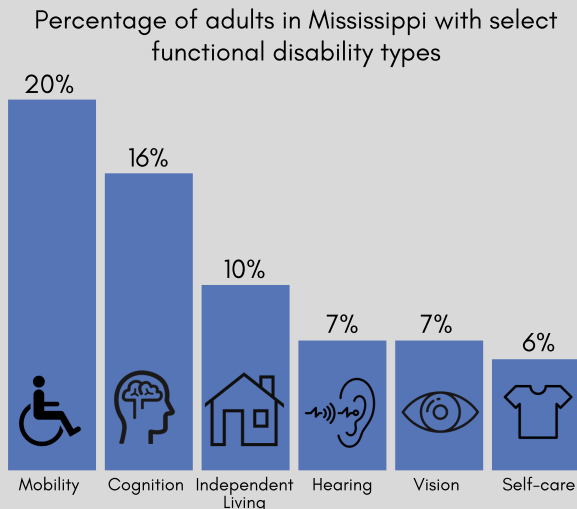 Percentage of adults in Mississippi with select
functional disability types
20%
16%
10%
7%
7%
6%
Mobility
Cognition
Independent
Living
Hearing
Vision
Self-care